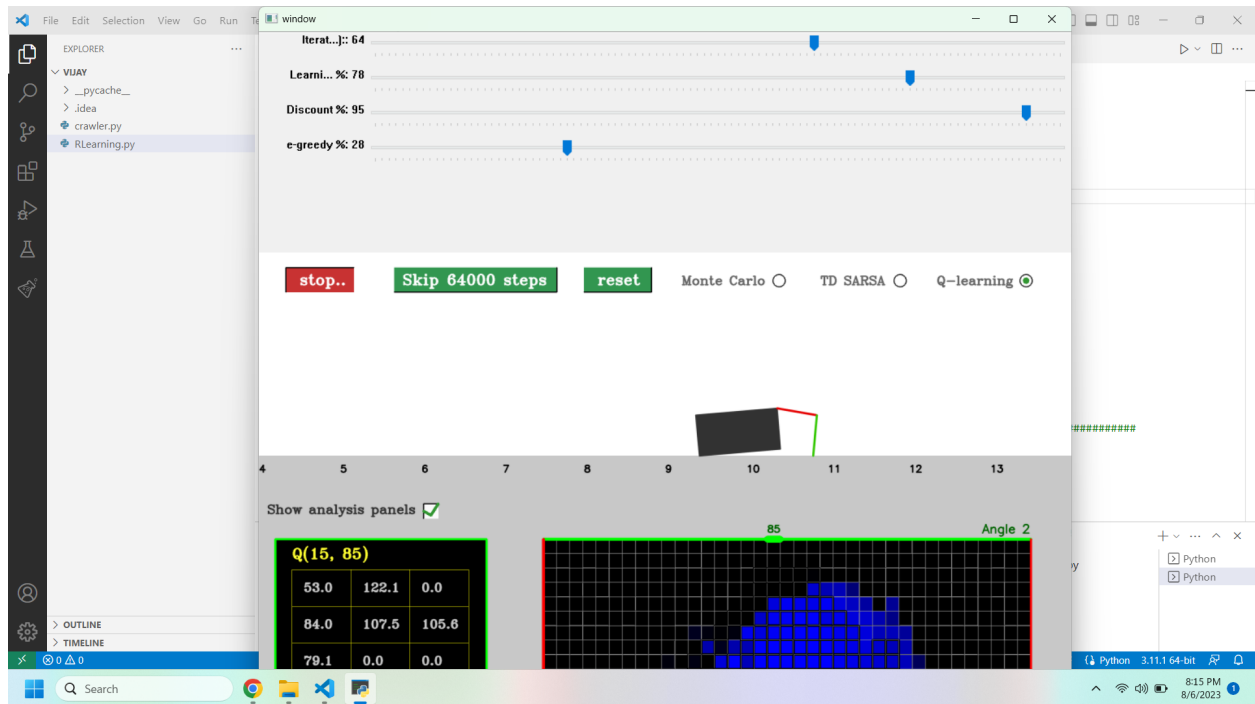 File Edit Selection View Go Run
window
EXPLORER
VIJAY
__pycache__
.idea
crawler.py
RLearning.py
Iterat...):: 64
Learni... %: 78
Discount %: 95
e-greedy %: 28
stop.. Skip 64000 steps reset Monte Carlo TD SARSA Q-learning
###########
4 5 6 7 8 9 10 11 12 13
Show analysis panels
85 Angle 2
Q(15, 85)
53.0 122.1 0.0
84.0 107.5 105.6
79.1 0.0 0.0
Python
Python
OUTLINE
TIMELINE
0 0
Python 3.11.1 64-bit
Search
8:15 PM
8/6/2023
1